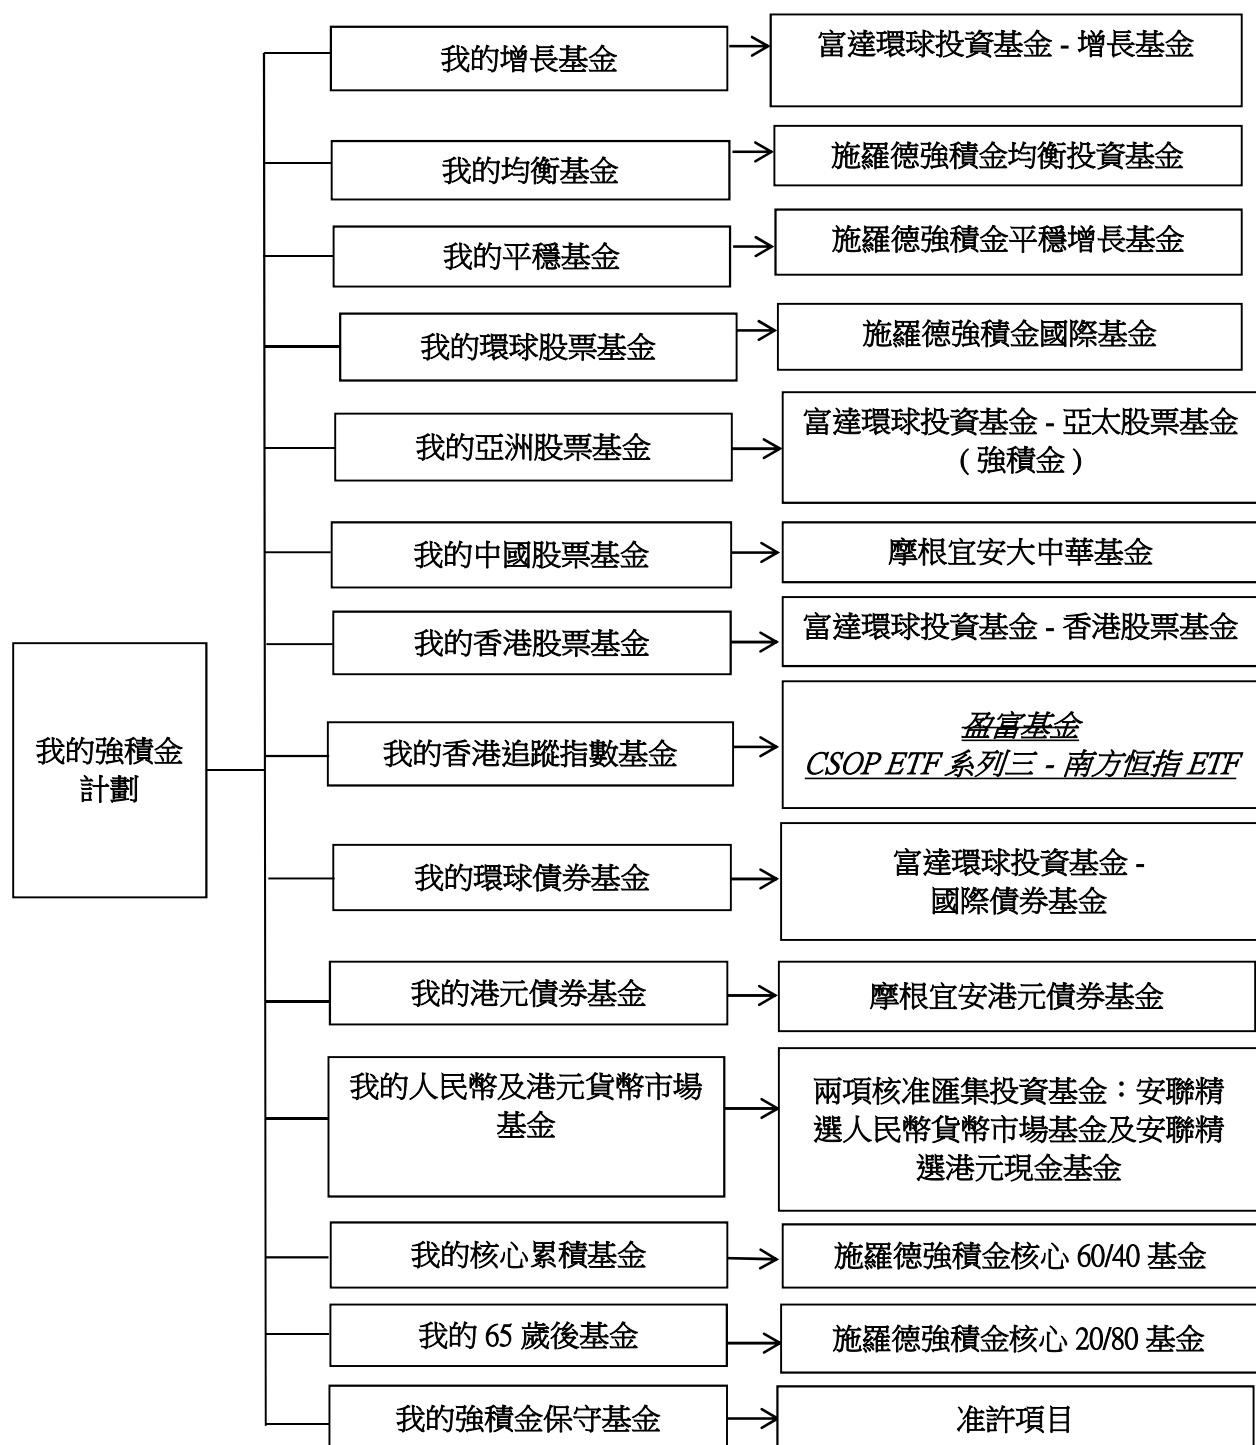 我的增長基金
富達環球投資基金 - 增長基金
我的均衡基金
施羅德強積金均衡投資基金
我的平穩基金
施羅德強積金平穩增長基金
我的環球股票基金
施羅德強積金國際基金
我的亞洲股票基金
富達環球投資基金 - 亞太股票基金
( 強積金 )
我的中國股票基金
摩根宜安大中華基金
我的香港股票基金
富達環球投資基金 - 香港股票基金
我的強積金
計劃
我的香港追蹤指數基金
盈富基金
CSOP ETF 系列三 - 南方恒指 ETF
我的環球債券基金
富達環球投資基金 -
國際債券基金
我的港元債券基金
摩根宜安港元債券基金
我的人民幣及港元貨幣市場
基金
兩項核准匯集投資基金：安聯精
選人民幣貨幣市場基金及安聯精
選港元現金基金
我的核心累積基金
施羅德強積金核心 60/40 基金
我的 65 歲後基金
施羅德強積金核心 20/80 基金
我的強積金保守基金
准許項目